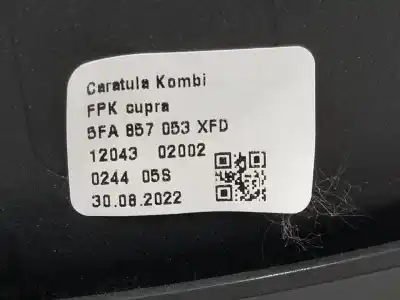 Caratula Kombi
FPK cupra
5FA 857 053 XFD
12043 02002
0244 05S
30.08.2022